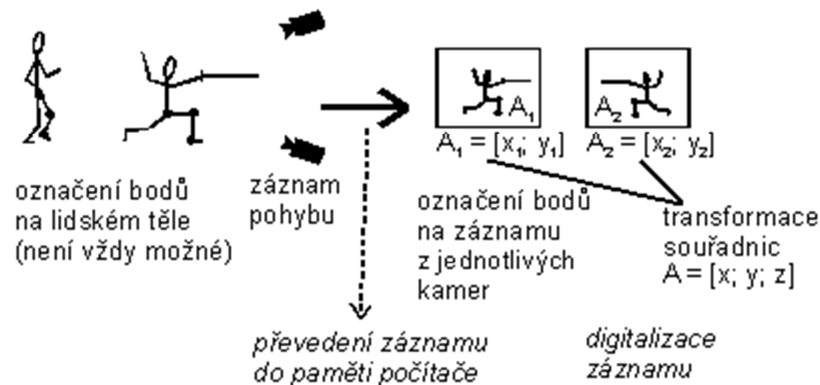 A₁
A₂
A₁ = [x₁; y₁]
A₂ = [x₂; y₂]
označení bodů
na lidském těle
(není vždy možné)
záznam
pohybu
označení bodů
na záznamu
z jednotlivých
kamer
transformace
souřadnic
A = [x; y; z]
převedení záznamu
do paměti počítače
digitalizace
záznamu